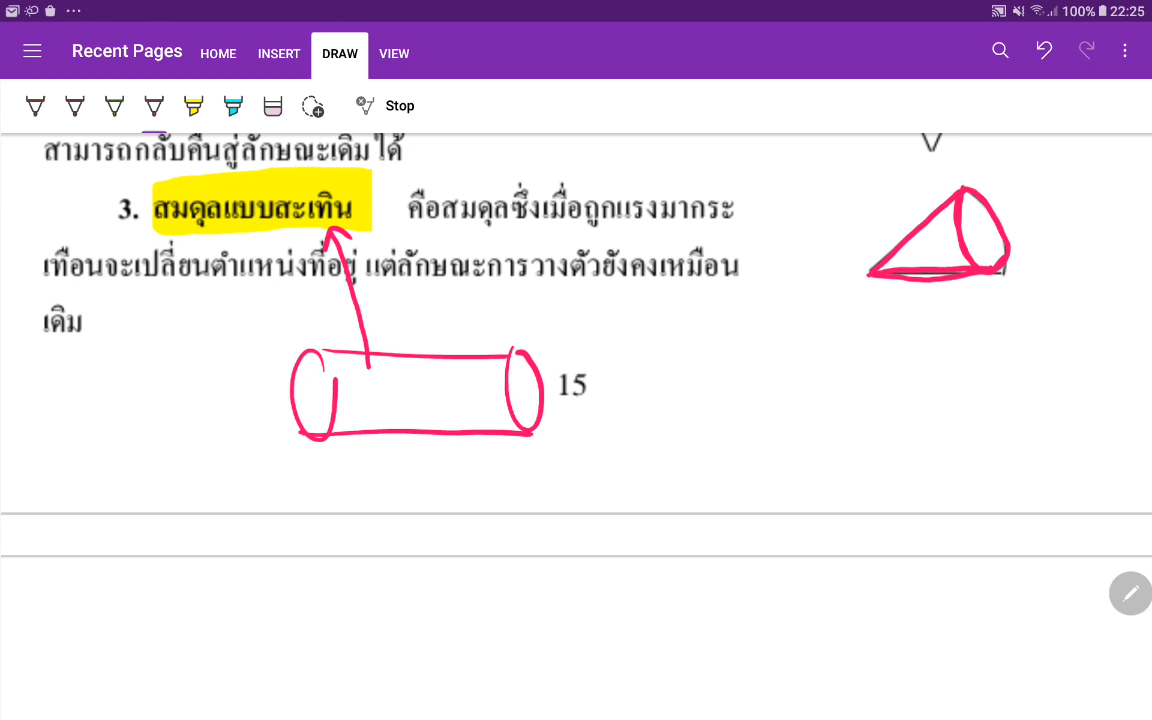 100% 22:25
Recent Pages HOME INSERT DRAW VIEW
Stop
สามารถกลับคืนสู่ลักษณะเดิมได้
3. สมดุลแบบสะเทิน คือสมดุลซึ่งเมื่อถูกแรงมากระ
เทือนจะเปลี่ยนตำแหน่งที่อยู่ แต่ลักษณะการวางตัวยังคงเหมือน
เดิม
15